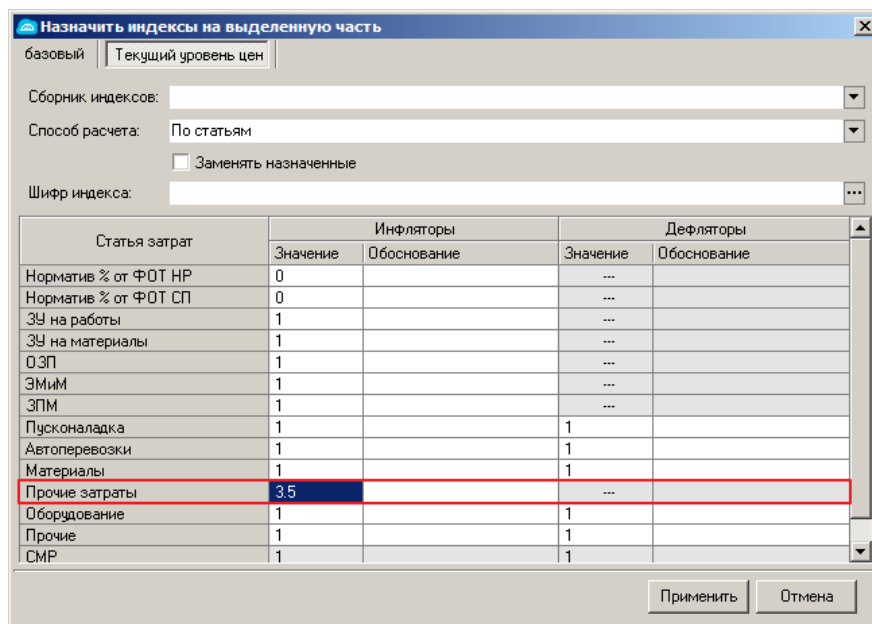 Назначить индексы на выделенную часть
базовый Текущий уровень цен
Сборник индексов:
Способ расчета: По статьям
Заменять назначенные
Шифр индекса: ...
Статья затрат Инфляторы Дефляторы
Значение Обоснование Значение Обоснование
Норматив % от ФОТ НР 0 ---
Норматив % от ФОТ СП 0 ---
ЗУ на работы 1 ---
ЗУ на материалы 1 ---
ОЗП 1 ---
ЭМиМ 1 ---
ЗПМ 1 ---
Пусконаладка 1 1
Автоперевозки 1 1
Материалы 1 1
Прочие затраты 3.5 ---
Оборудование 1 1
Прочие 1 1
СМР 1 1
Применить Отмена